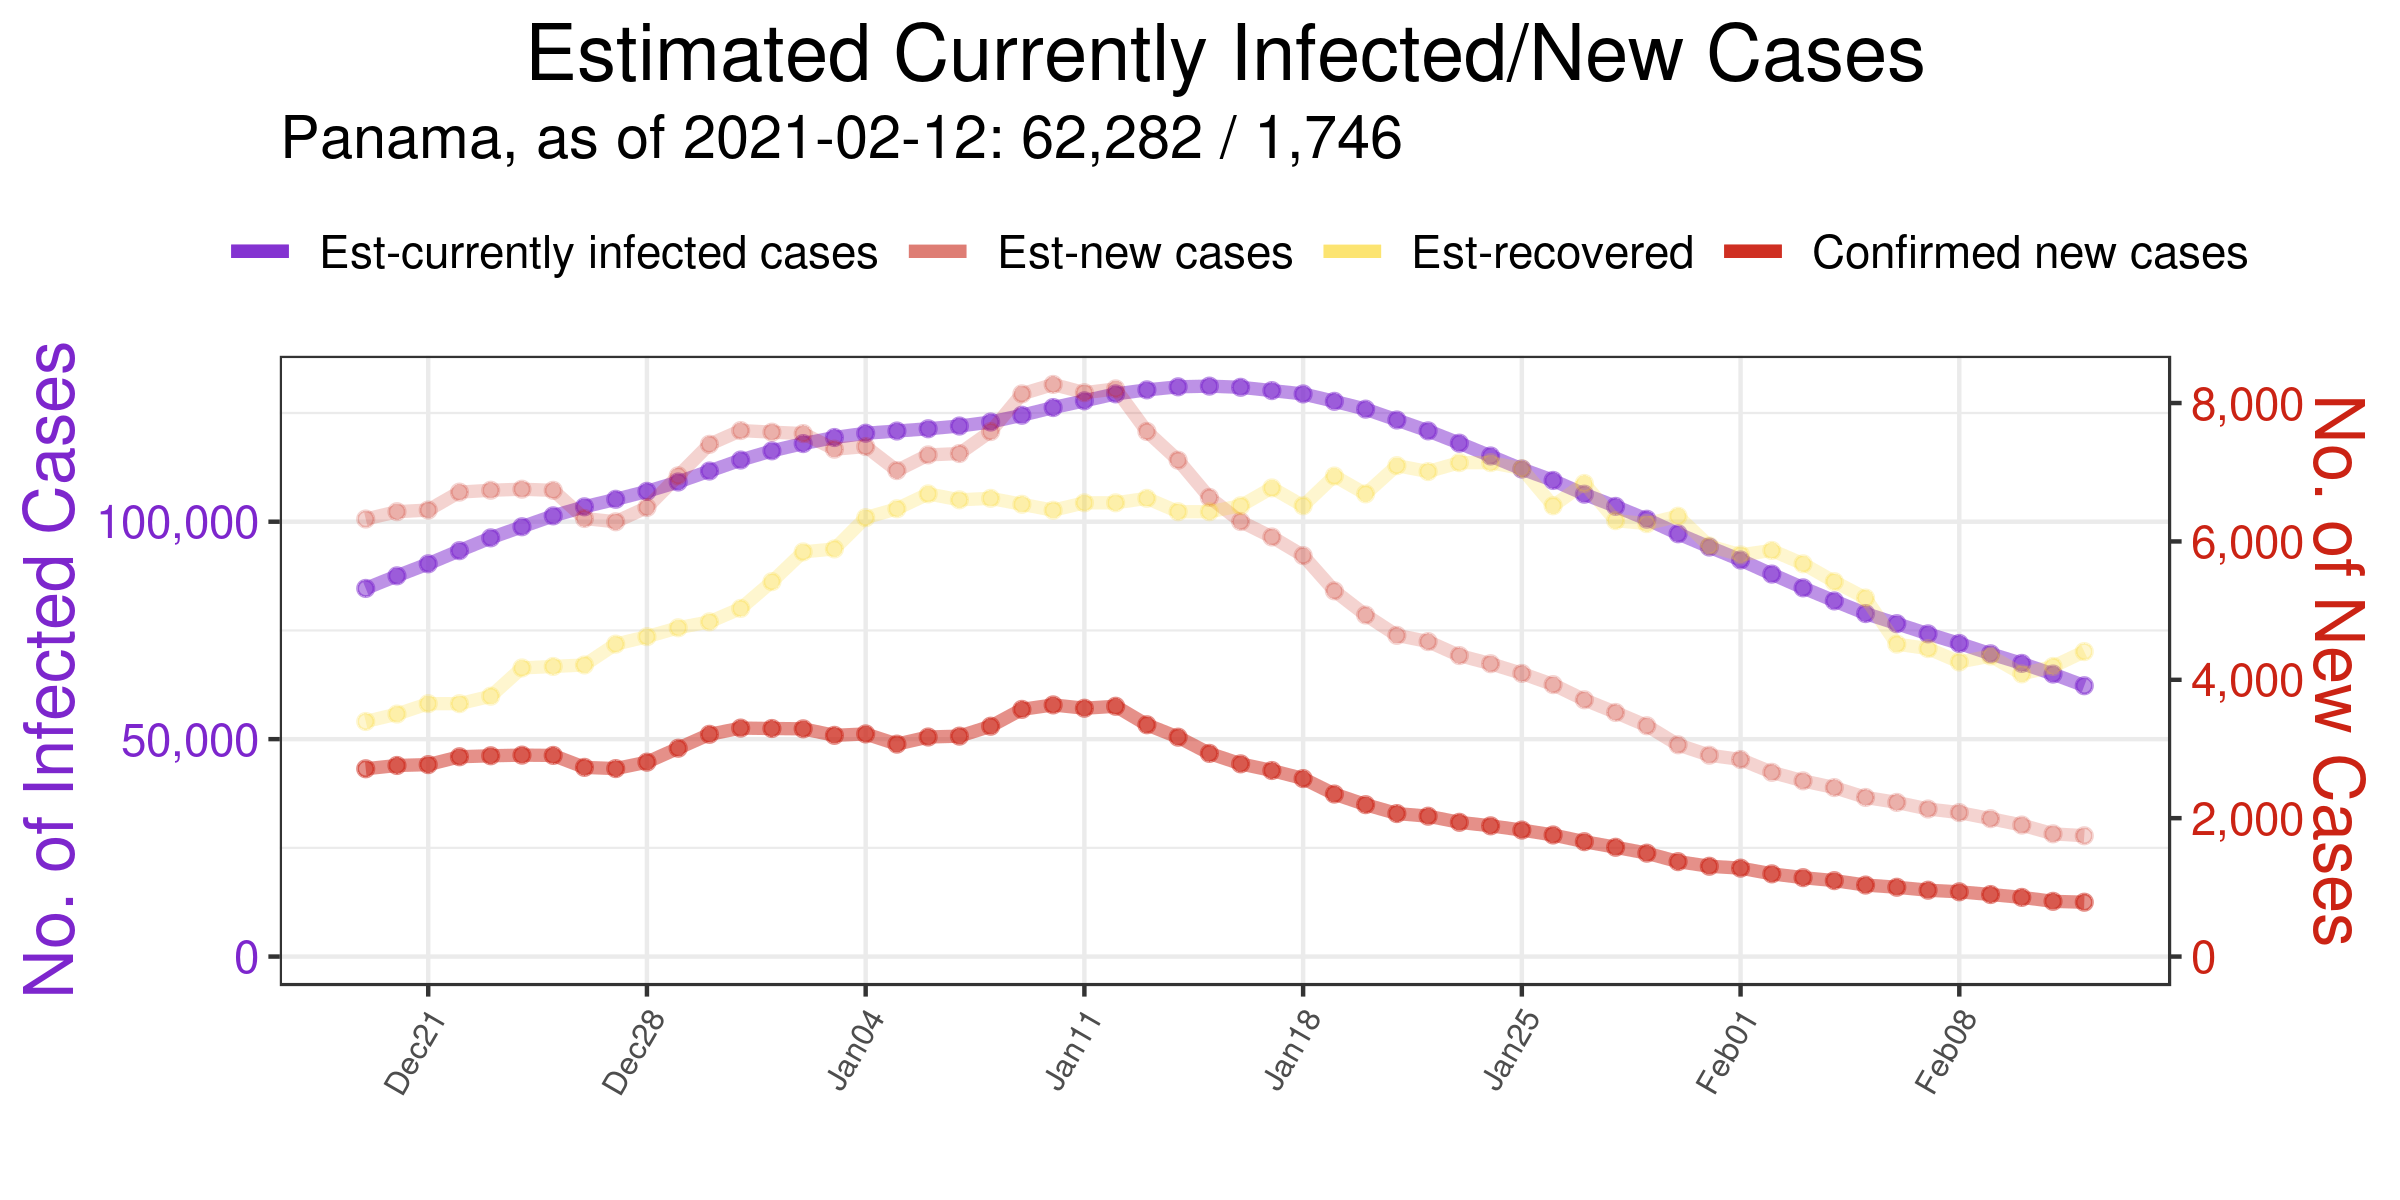 Estimated Currently Infected/New Cases
Panama, as of 2021-02-12: 62,282 / 1,746
Est-currently infected cases Est-new cases Est-recovered Confirmed new cases
No. of Infected Cases
100,000
50,000
0
8,000
6,000
4,000
2,000
0
No. of New Cases
Dec21 Dec28 Jan04 Jan11 Jan18 Jan25 Feb01 Feb08